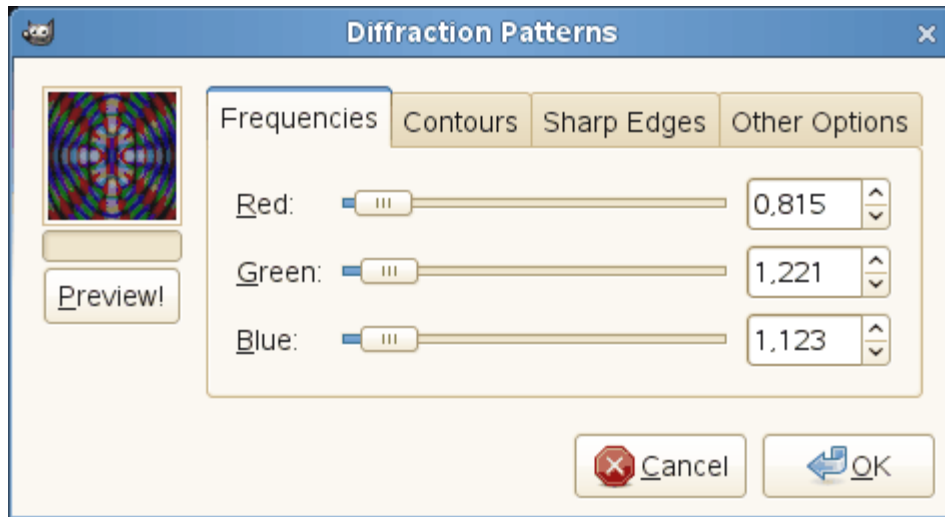 Diffraction Patterns
Frequencies Contours Sharp Edges Other Options
Red: 0,815
Green: 1,221
Blue: 1,123
Preview!
Cancel OK